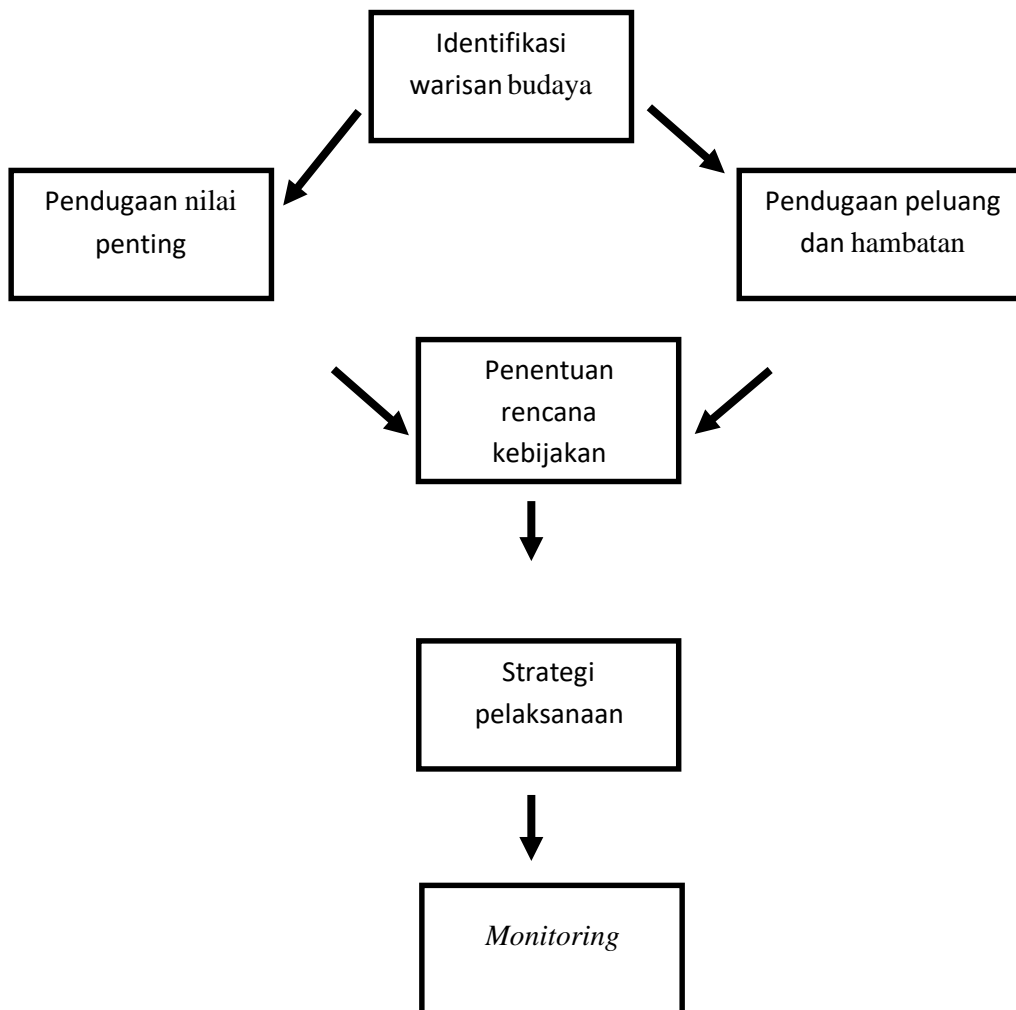 Identifikasi
warisan budaya
Pendugaan nilai
penting
Pendugaan peluang
dan hambatan
Penentuan
rencana
kebijakan
Strategi
pelaksanaan
Monitoring